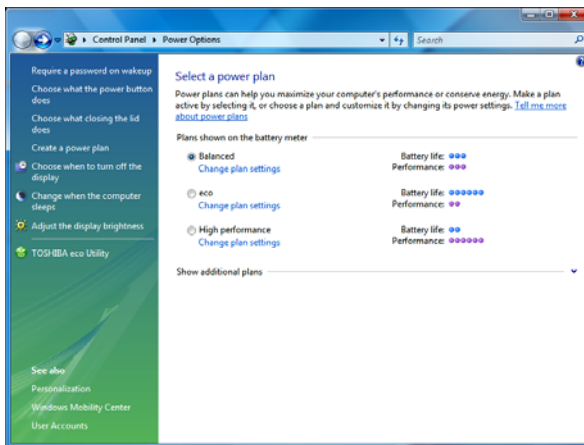 Control Panel ▸ Power Options
Search
Require a password on wakeup
Choose what the power button
does
Choose what closing the lid
does
Create a power plan
Choose when to turn off the
display
Change when the computer
sleeps
Adjust the display brightness
TOSHIBA eco Utility
See also
Personalization
Windows Mobility Center
User Accounts
Select a power plan
Power plans can help you maximize your computer's performance or conserve energy. Make a plan
active by selecting it, or choose a plan and customize it by changing its power settings. Tell me more
about power plans
Plans shown on the battery meter
Balanced Battery life:
Change plan settings Performance:
eco Battery life:
Change plan settings Performance:
High performance Battery life:
Change plan settings Performance:
Show additional plans